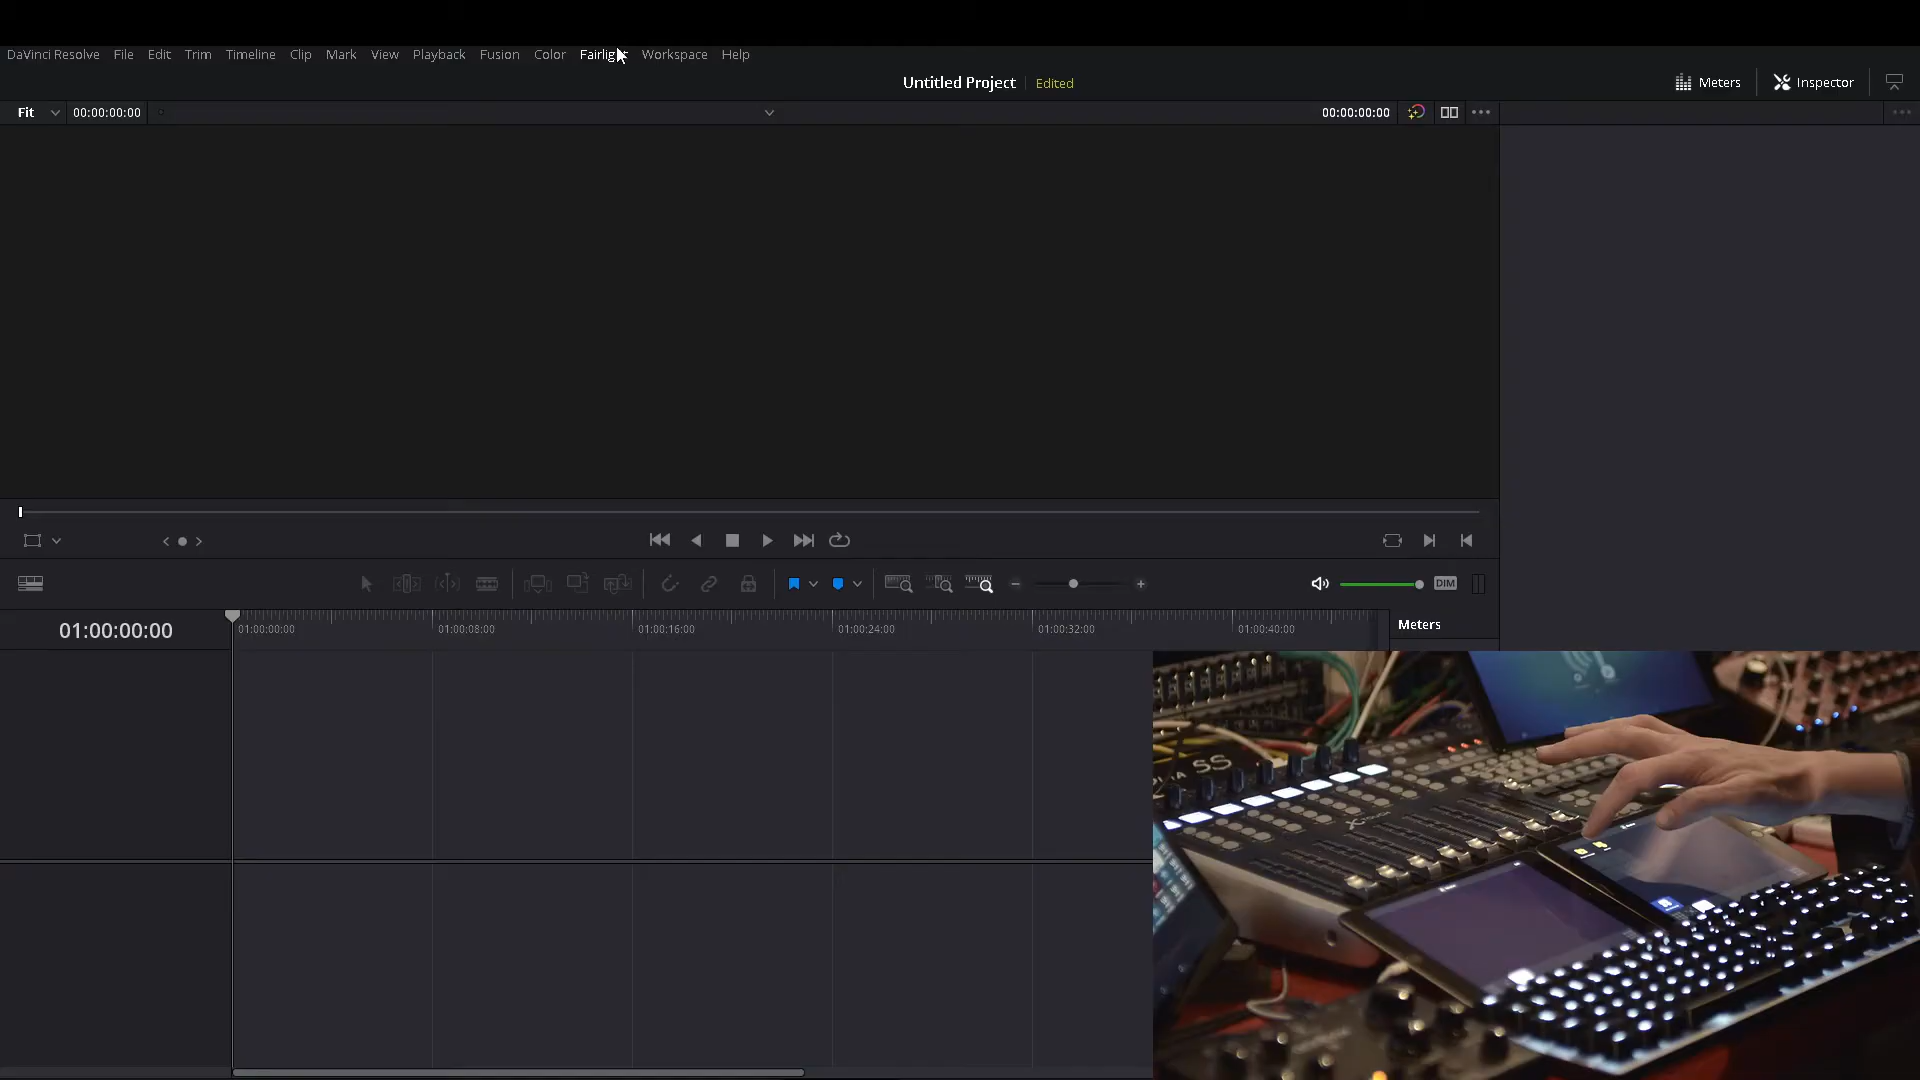 DaVinci Resolve File Edit Trim Timeline Clip Mark View Playback Fusion Color Fairlight Workspace Help
Untitled Project Edited Meters Inspector
Fit 00:00:00:00 00:00:00:00
DIM
01:00:00:00 01:00:00:00 01:00:08:00 01:00:16:00 01:00:24:00 01:00:32:00 01:00:40:00 Meters
SS